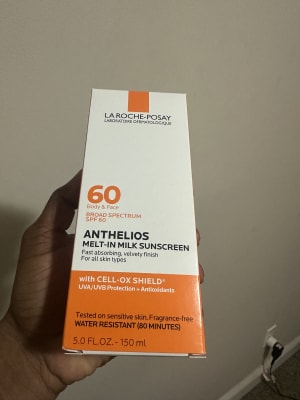 LA ROCHE-POSAY
LABORATOIRE DERMATOLOGIQUE
60
Body & Face
BROAD SPECTRUM
SPF 60
ANTHELIOS
MELT-IN MILK SUNSCREEN
Fast absorbing, velvety finish
For all skin types
with CELL-OX SHIELD®
UVA/UVB Protection + Antioxidants
Tested on sensitive skin. Fragrance-free
WATER RESISTANT (80 MINUTES)
5.0 FL.OZ. - 150 ml